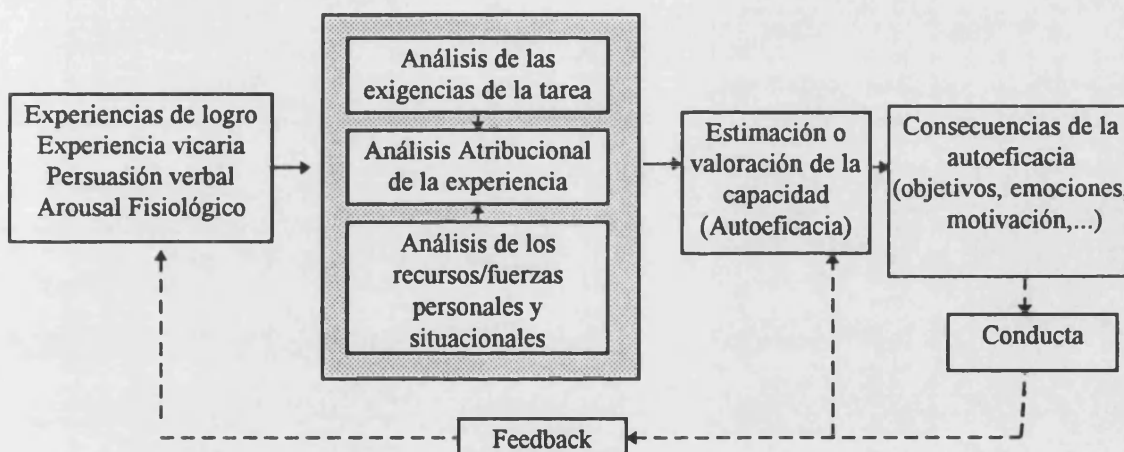 Experiencias de logro
Experiencia vicaria
Persuasión verbal
Arousal Fisiológico
Análisis de las
exigencias de la tarea
Análisis Atribucional
de la experiencia
Análisis de los
recursos/fuerzas
personales y
situacionales
Estimación o
valoración de la
capacidad
(Autoeficacia)
Consecuencias de la
autoeficacia
(objetivos, emociones,
motivación,...)
Conducta
Feedback